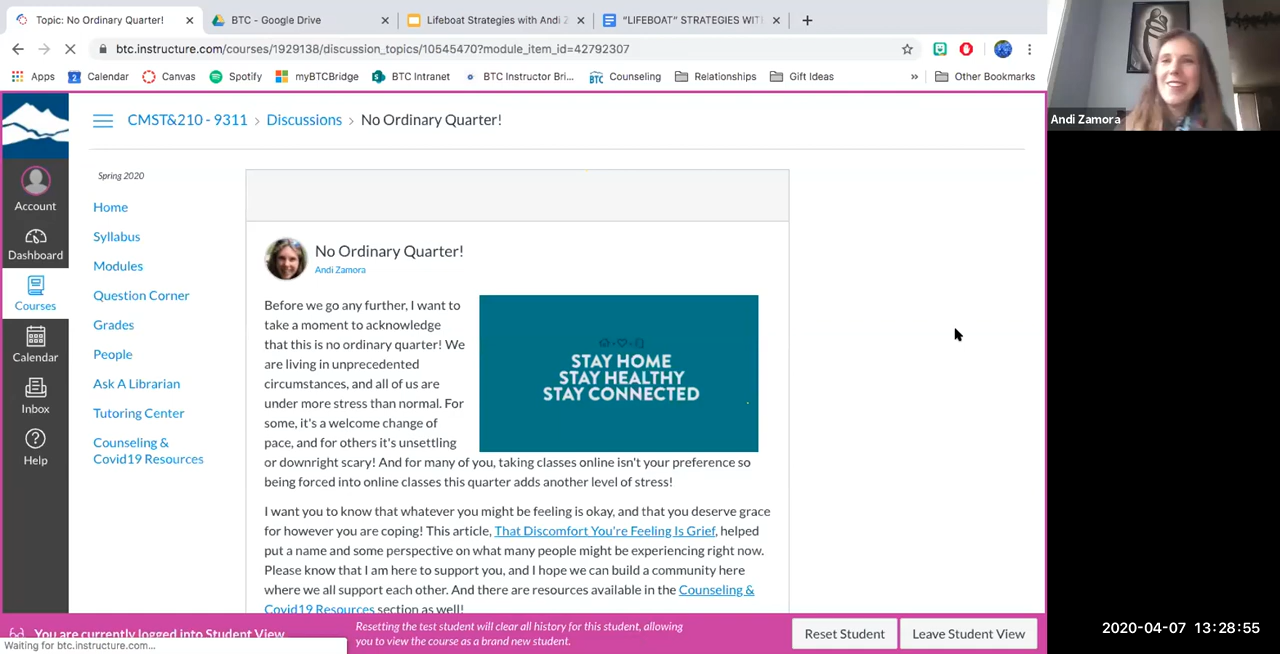 Topic: No Ordinary Quarter!
BTC - Google Drive
Lifeboat Strategies with Andi Z
"LIFEBOAT" STRATEGIES WIT
btc.instructure.com/courses/1929138/discussion_topics/10545470?module_item_id=42792307
Apps
Calendar
Canvas
Spotify
myBTCBridge
BTC Intranet
BTC Instructor Bri...
Counseling
Relationships
Gift Ideas
»
Other Bookmarks
Andi Zamora
CMST&210 - 9311 > Discussions > No Ordinary Quarter!
Account
Dashboard
Courses
Calendar
Inbox
Help
Spring 2020
Home
Syllabus
Modules
Question Corner
Grades
People
Ask A Librarian
Tutoring Center
Counseling &
Covid19 Resources
No Ordinary Quarter!
Andi Zamora
Before we go any further, I want to
take a moment to acknowledge
that this is no ordinary quarter! We
are living in unprecedented
circumstances, and all of us are
under more stress than normal. For
some, it's a welcome change of
pace, and for others it's unsettling
or downright scary! And for many of you, taking classes online isn't your preference so
being forced into online classes this quarter adds another level of stress!
STAY HOME
STAY HEALTHY
STAY CONNECTED
I want you to know that whatever you might be feeling is okay, and that you deserve grace
for however you are coping! This article, That Discomfort You're Feeling Is Grief, helped
put a name and some perspective on what many people might be experiencing right now.
Please know that I am here to support you, and I hope we can build a community here
where we all support each other. And there are resources available in the Counseling &
Covid19 Resources section as well!
You are currently logged into Student View
Resetting the test student will clear all history for this student, allowing
you to view the course as a brand new student.
Reset Student
Leave Student View
Waiting for btc.instructure.com...
2020-04-07 13:28:55